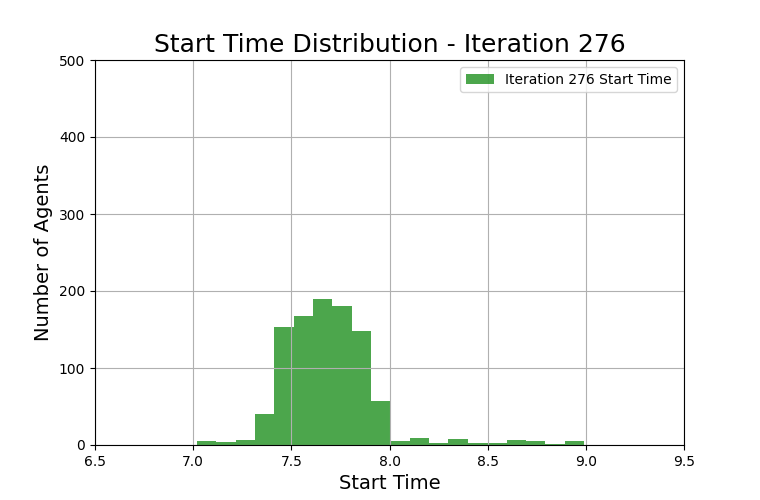 Start Time Distribution - Iteration 276
Iteration 276 Start Time
500
400
300
200
100
0
Number of Agents
6.5 7.0 7.5 8.0 8.5 9.0 9.5
Start Time